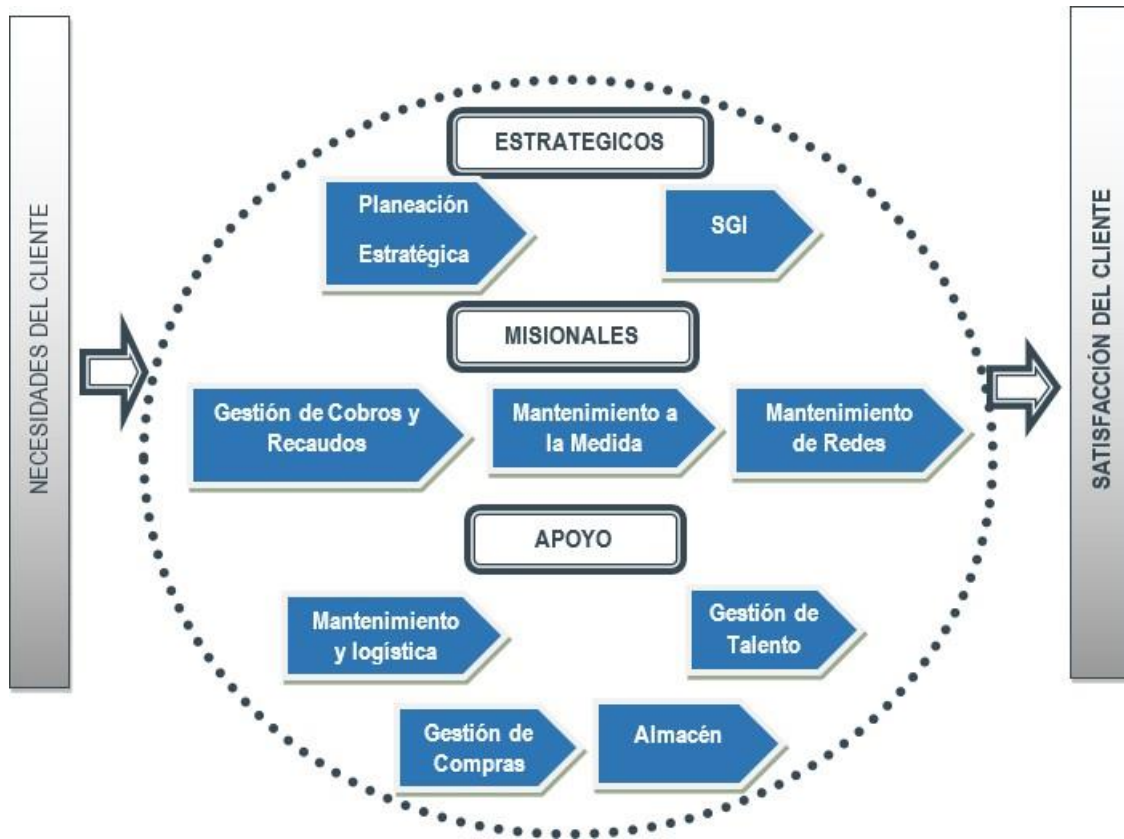 NECESIDADES DEL CLIENTE
ESTRATEGICOS
Planeación
Estratégica
SGI
MISIONALES
Gestión de Cobros y
Recaudos
Mantenimiento a
la Medida
Mantenimiento
de Redes
APOYO
Mantenimiento
y logística
Gestión de
Talento
Gestión de
Compras
Almacén
SATISFACCIÓN DEL CLIENTE